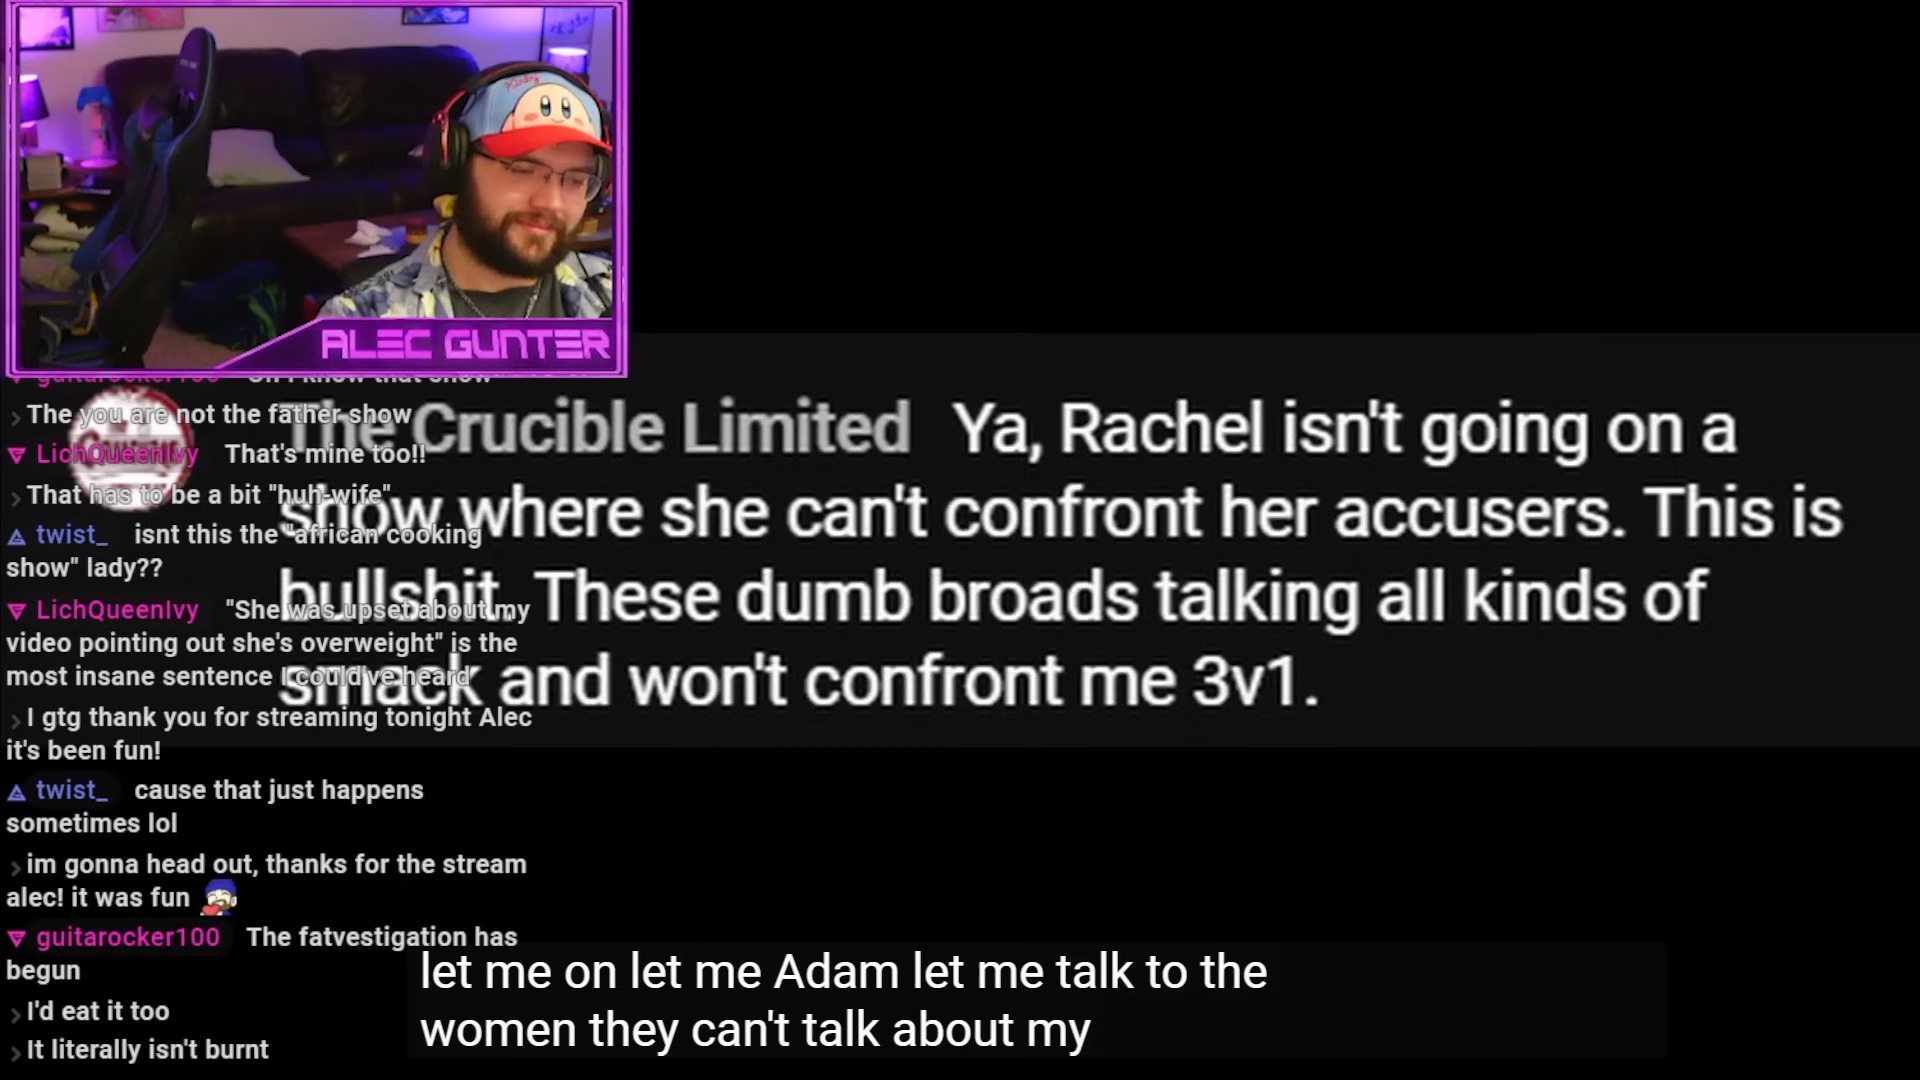 Kirby
ALEC GUNTER
guitarocker100 Oh I know that show
The you are not the father show
LichQueenIvy That's mine too!!
That has to be a bit "huh-wife"
twist_ isnt this the "african cooking
show" lady??
LichQueenIvy "She was upset about my
video pointing out she's overweight" is the
most insane sentence I could've heard
I gtg thank you for streaming tonight Alec
it's been fun!
twist_ cause that just happens
sometimes lol
im gonna head out, thanks for the stream
alec! it was fun
guitarocker100 The fatvestigation has
begun
I'd eat it too
It literally isn't burnt
The Crucible Limited Ya, Rachel isn't going on a
show where she can't confront her accusers. This is
bullshit. These dumb broads talking all kinds of
smack and won't confront me 3v1.
let me on let me Adam let me talk to the
women they can't talk about my